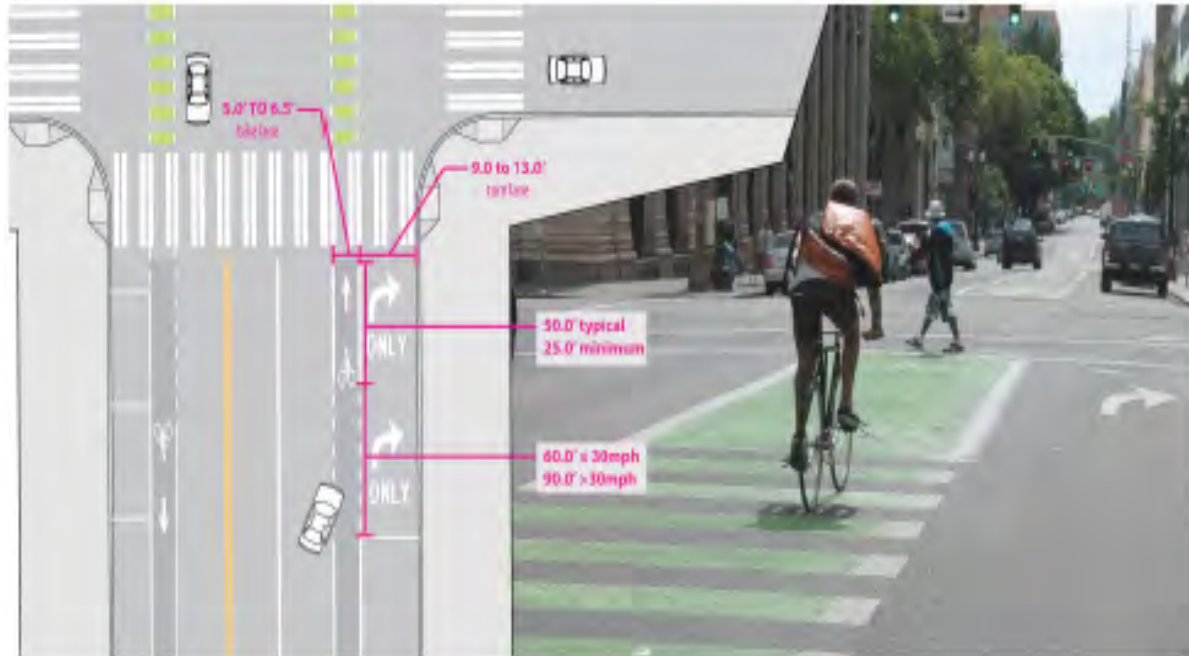 5.0' TO 6.5'
bike lane
9.0 to 13.0'
turn lane
50.0' typical
25.0' minimum
ONLY
60.0' ≤ 30mph
90.0' >30mph
ONLY